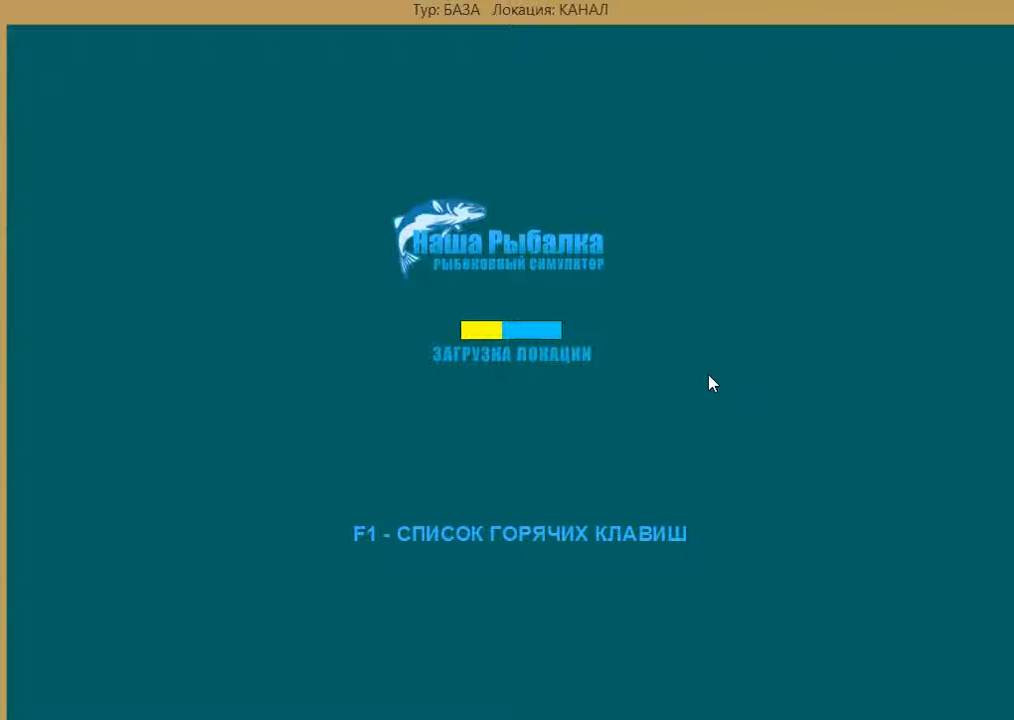 Тур: БАЗА Локация: КАНАЛ
Наша Рыбалка
РЫБОЛОВНЫЙ СИМУЛЯТОР
ЗАГРУЗКА ЛОКАЦИИ
F1 - СПИСОК ГОРЯЧИХ КЛАВИШ